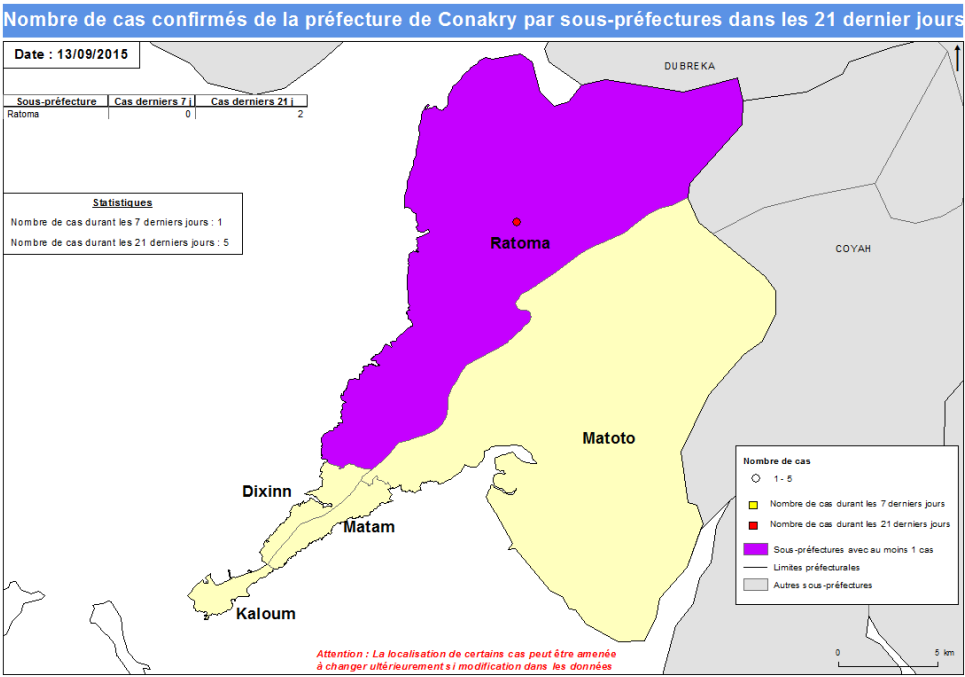 Nombre de cas confirmés de la préfecture de Conakry par sous-préfectures dans les 21 dernier jours
Date : 13/09/2015
DUBREKA
Sous-préfecture Cas derniers 7 j Cas derniers 21 j
Ratoma 0 2
Statistiques
Nombre de cas durant les 7 derniers jours : 1
Nombre de cas durant les 21 derniers jours : 5
Ratoma
COYAH
Matoto
Dixinn
Matam
Kaloum
Nombre de cas
1 - 5
Nombre de cas durant les 7 derniers jours
Nombre de cas durant les 21 derniers jours
Sous-préfectures avec au moins 1 cas
Limites préfecturales
Autres sous-préfectures
Attention : La localisation de certains cas peut être amenée
à changer ultérieurement si modification dans les données
0 5 km